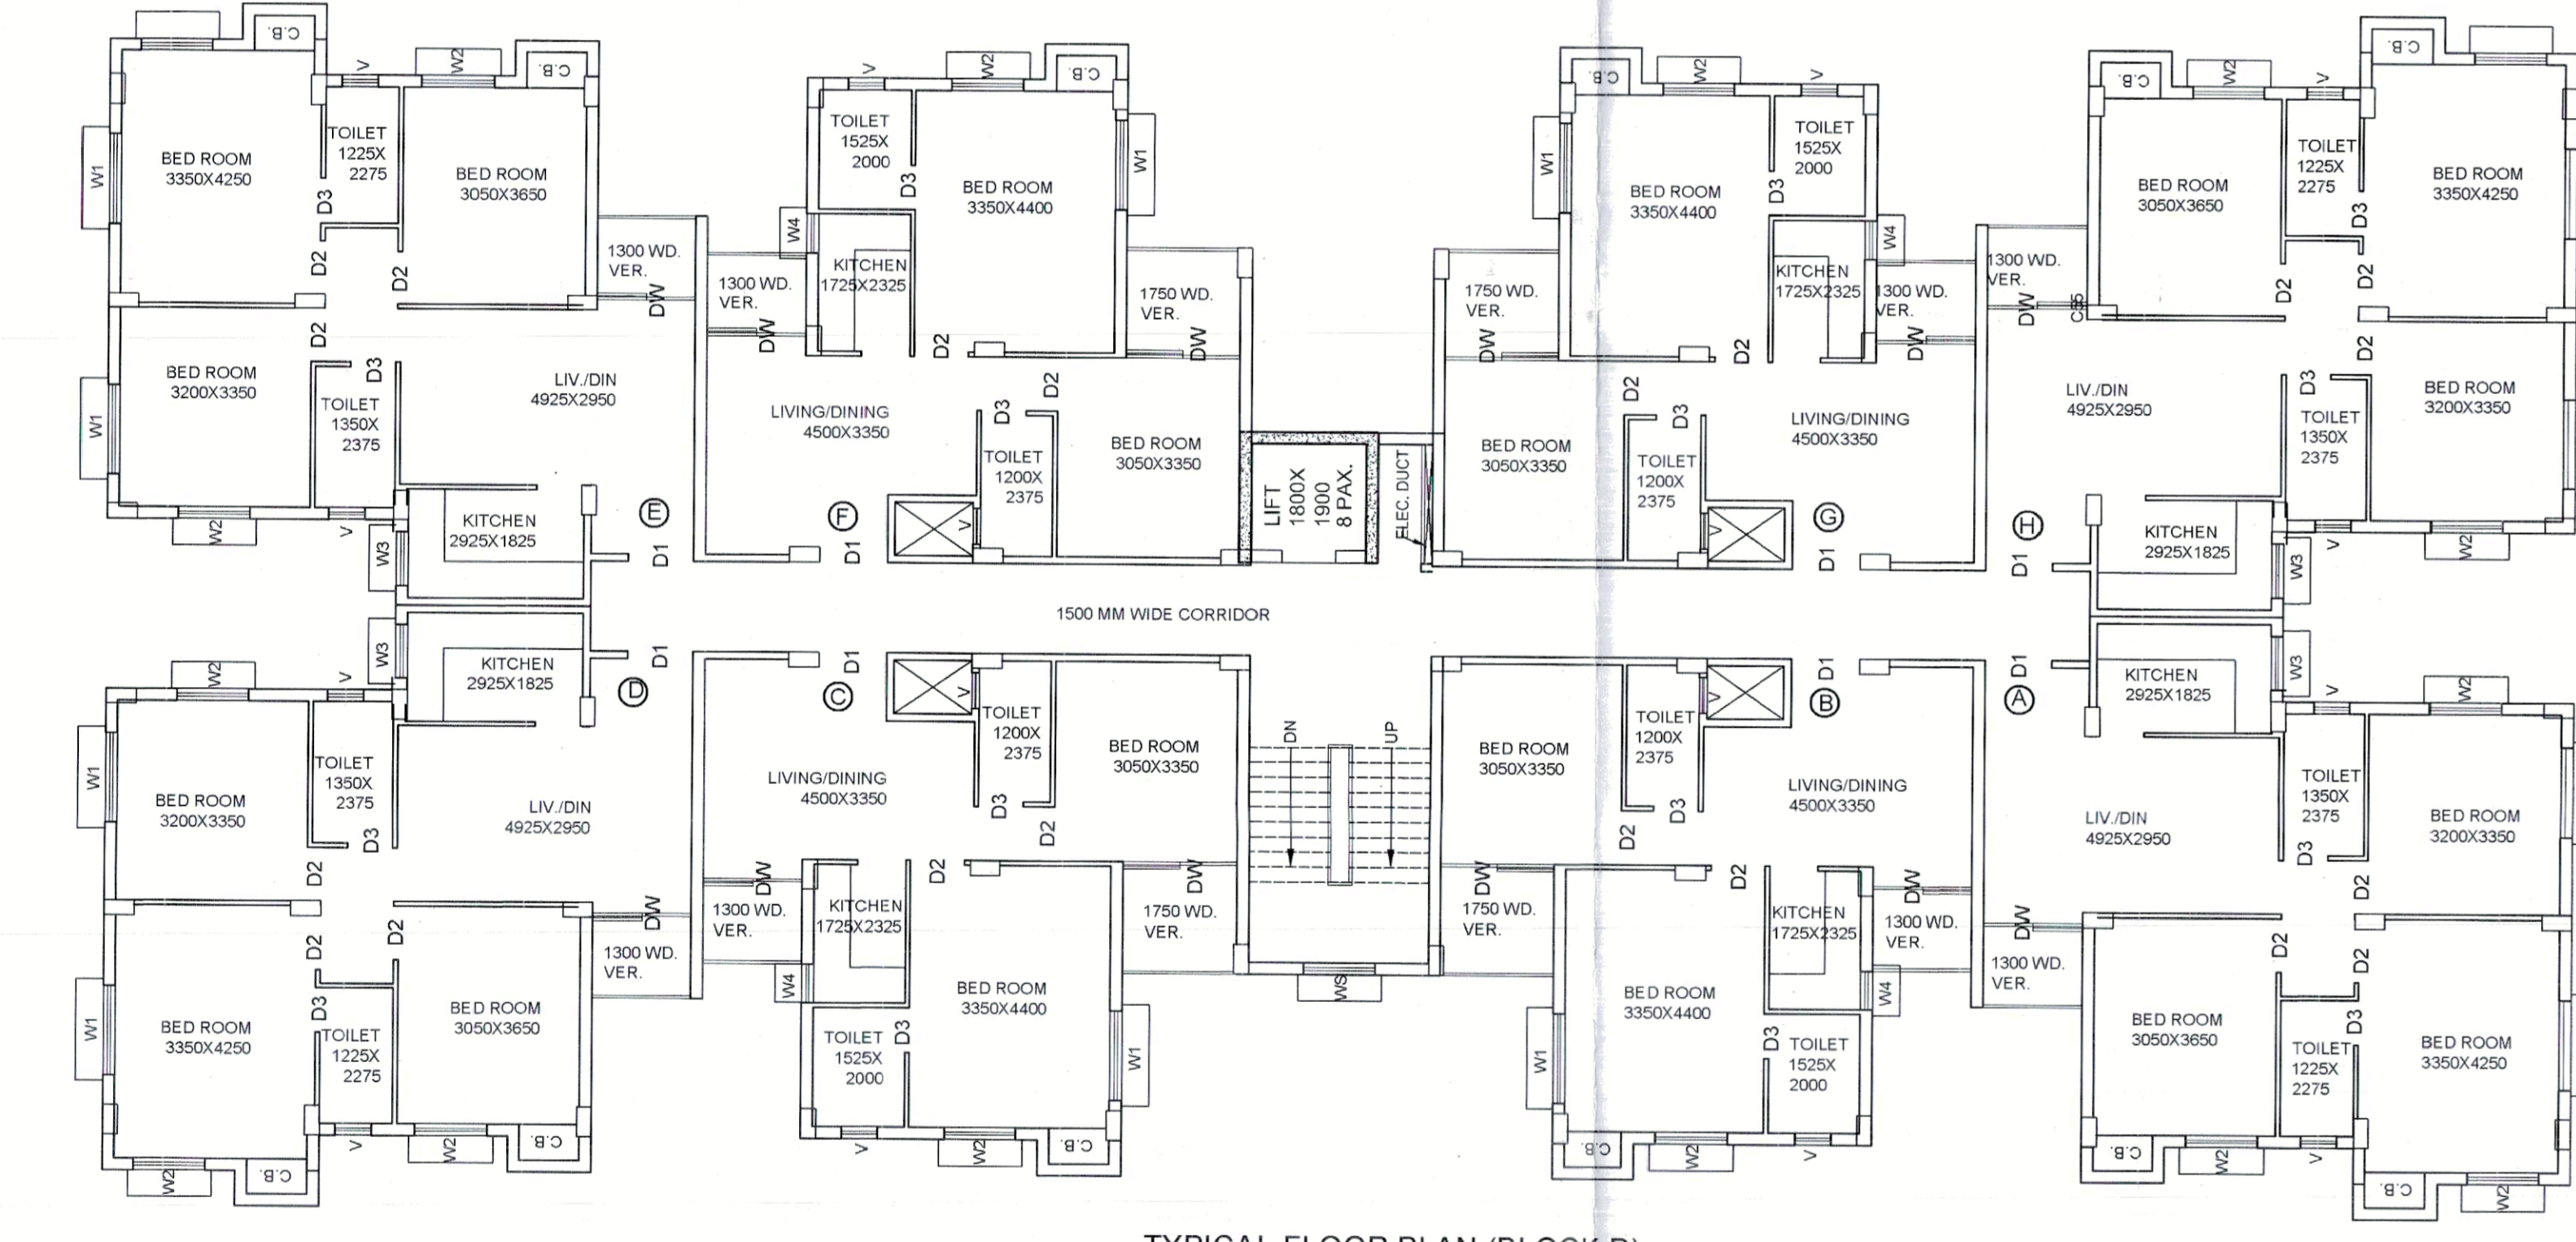 C.B.
V
W2
C.B.
W1
BED ROOM
3350X4250
TOILET
1225X
2275
D3
BED ROOM
3050X3650
D2
D2
D2
1300 WD.
VER.
DW
BED ROOM
3200X3350
W1
D3
TOILET
1350X
2375
LIV./DIN
4925X2950
W2
V
W3
KITCHEN
2925X1825
E
D1
V
W2
C.B.
TOILET
1525X
2000
D3
BED ROOM
3350X4400
W1
W4
KITCHEN
1725X2325
1300 WD.
VER.
DW
D2
1750 WD.
VER.
DW
D2
LIVING/DINING
4500X3350
D3
TOILET
1200X
2375
BED ROOM
3050X3350
V
F
D1
LIFT
1800X
1900
8 PAX.
ELEC. DUCT
C.B.
W2
V
W1
BED ROOM
3350X4400
TOILET
1525X
2000
D3
W4
KITCHEN
1725X2325
1300 WD.
VER.
DW
1750 WD.
VER.
DW
D2
D2
D3
BED ROOM
3050X3350
TOILET
1200X
2375
LIVING/DINING
4500X3350
V
G
D1
C.B.
W2
V
C.B.
BED ROOM
3050X3650
TOILET
1225X
2275
D3
BED ROOM
3350X4250
1300 WD.
VER.
DW
D2
D2
D2
LIV./DIN
4925X2950
D3
TOILET
1350X
2375
BED ROOM
3200X3350
H
D1
KITCHEN
2925X1825
W3
V
W2
1500 MM WIDE CORRIDOR
W3
KITCHEN
2925X1825
D1
D
W2
V
W1
BED ROOM
3200X3350
TOILET
1350X
2375
D3
LIV./DIN
4925X2950
D2
D2
D2
DW
1300 WD.
VER.
W1
BED ROOM
3350X4250
D3
TOILET
1225X
2275
BED ROOM
3050X3650
W2
C.B.
V
W2
C.B.
D1
C
V
TOILET
1200X
2375
D3
BED ROOM
3050X3350
LIVING/DINING
4500X3350
D2
D2
DW
1300 WD.
VER.
KITCHEN
1725X2325
W4
DW
1750 WD.
VER.
BED ROOM
3350X4400
W1
D3
TOILET
1525X
2000
V
W2
C.B.
DN
UP
WS
BED ROOM
3050X3350
TOILET
1200X
2375
D3
V
D1
B
LIVING/DINING
4500X3350
D2
D2
DW
1750 WD.
VER.
KITCHEN
1725X2325
DW
1300 WD.
VER.
W4
W1
BED ROOM
3350X4400
D3
TOILET
1525X
2000
C.B.
W2
V
D1
A
KITCHEN
2925X1825
W3
V
W2
LIV./DIN
4925X2950
TOILET
1350X
2375
D3
BED ROOM
3200X3350
D2
D2
D2
DW
1300 WD.
VER.
BED ROOM
3050X3650
D3
TOILET
1225X
2275
BED ROOM
3350X4250
C.B.
W2
V
C.B.
W2
TYPICAL FLOOR PLAN (BLOCK